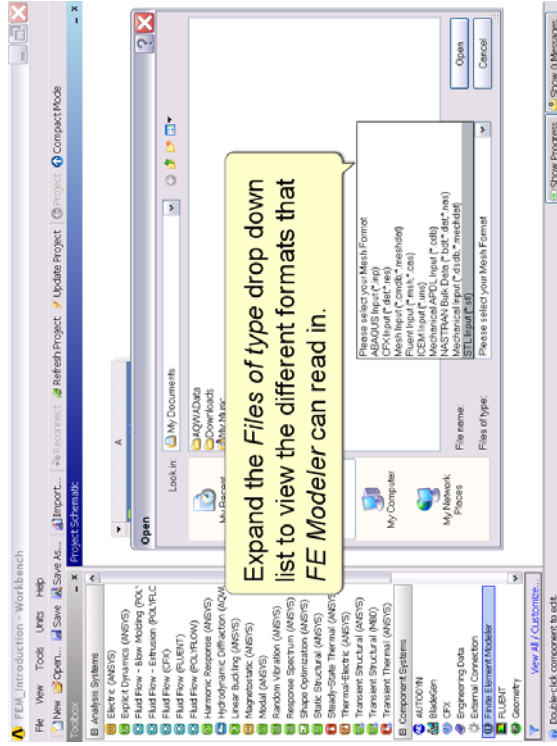 FEM_Introduction - Workbench
File View Tools Units Help
New Open... Save Save As... Import... Reconnect Refresh Project Update Project Project Compact Mode
Toolbox
Project Schematic
Analysis Systems
Electric (ANSYS)
Explicit Dynamics (ANSYS)
Fluid Flow - Blow Molding (POLY
Fluid Flow - Extrusion (POLYFLC
Fluid Flow (CFX)
Fluid Flow (FLUENT)
Fluid Flow (POLYFLOW)
Harmonic Response (ANSYS)
Hydrodynamic Diffraction (AQW
Linear Buckling (ANSYS)
Magnetostatic (ANSYS)
Modal (ANSYS)
Random Vibration (ANSYS)
Response Spectrum (ANSYS)
Shape Optimization (ANSYS)
Static Structural (ANSYS)
Steady-State Thermal (ANSYS
Thermal-Electric (ANSYS)
Transient Structural (ANSYS)
Transient Structural (MBD)
Transient Thermal (ANSYS)
Component Systems
AUTODYN
BladeGen
CFX
Engineering Data
External Connection
Finite Element Modeler
FLUENT
Geometry
View All / Customize...
A
Open
Look in: My Documents
AQWAData
Downloads
My Music
My Recent
Expand the Files of type drop down
list to view the different formats that
FE Modeler can read in.
My Computer
My Network
Places
Please select your Mesh Format
ABAQUS Input (*.inp)
CFX Input (*.def,*.res)
Mesh Input (*.cmdb,*.meshdat)
Fluent Input (*.msh,*.cas)
ICEM Input (*.uns)
Mechanical APDL Input (*.cdb)
NASTRAN Bulk Data (*.bdf,*.dat,*.nas)
Mechanical Input (*.dsdb,*.mechdat)
STL Input (*.stl)
File name:
Files of type: Please select your Mesh Format
Open
Cancel
Double-click component to edit.
Show Progress Show 0 Messages